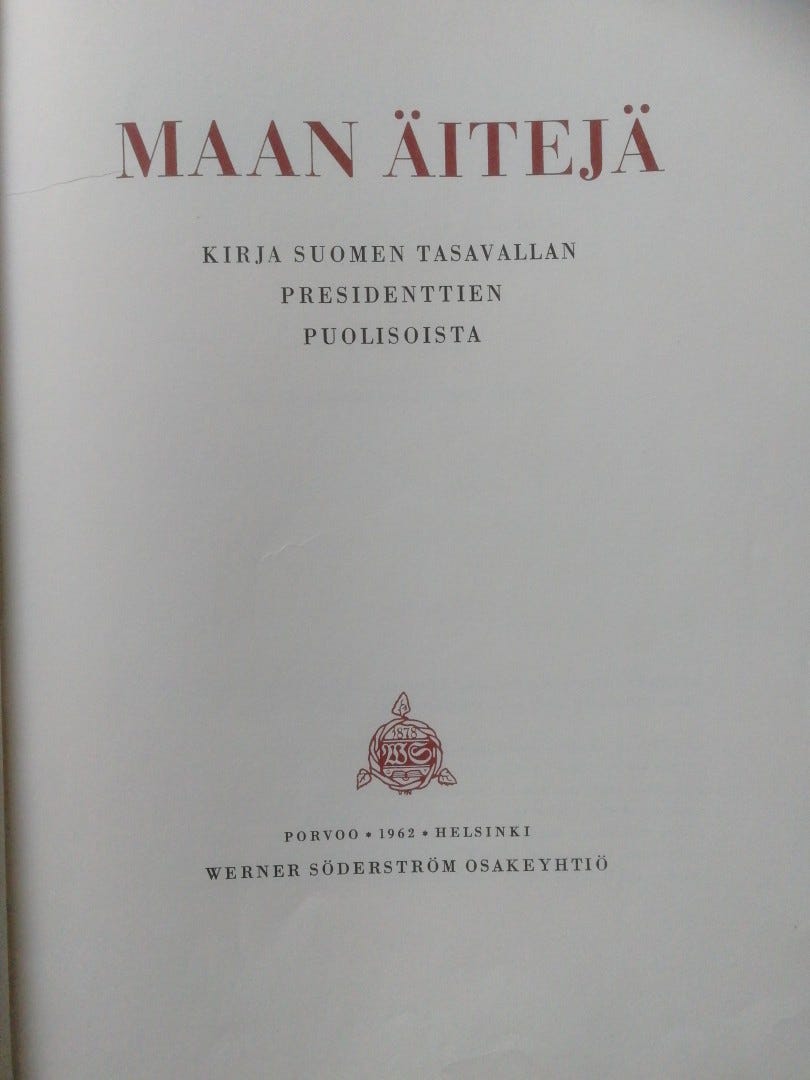 MAAN ÄITEJÄ
KIRJA SUOMEN TASAVALLAN
PRESIDENTTIEN
PUOLISOISTA
1878
WS
PORVOO * 1962 * HELSINKI
WERNER SÖDERSTRÖM OSAKEYHTIÖ